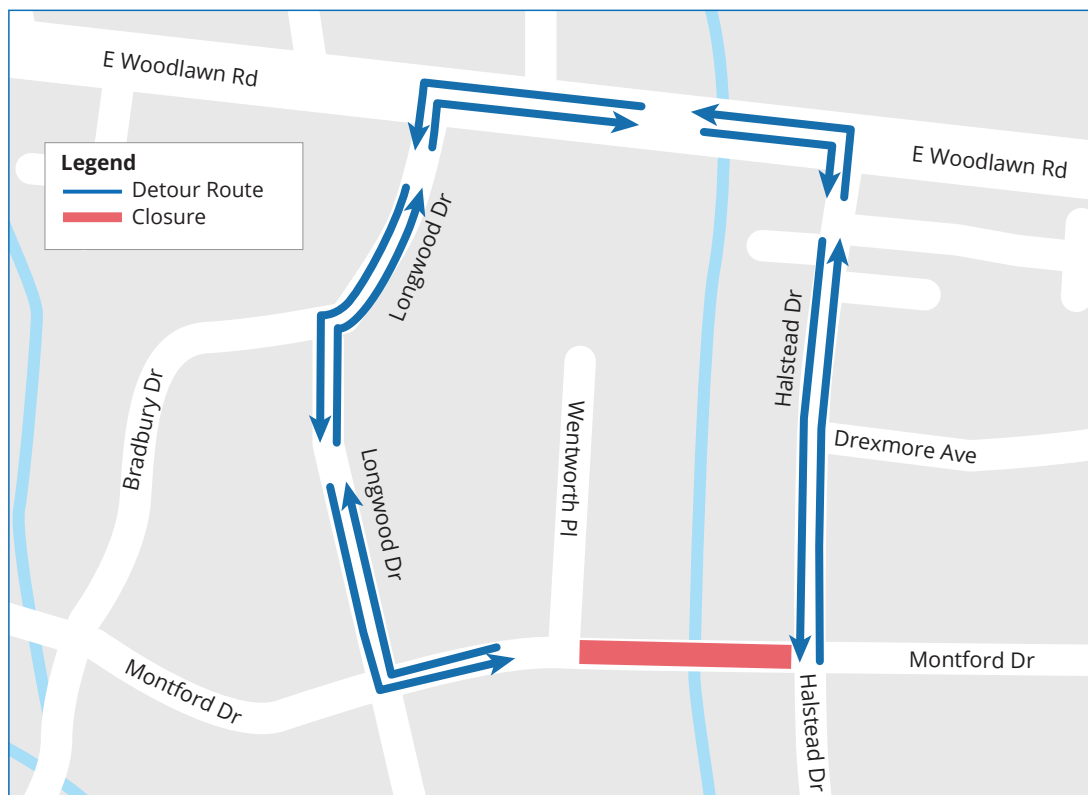 E Woodlawn Rd
E Woodlawn Rd
Legend
Detour Route
Closure
Longwood Dr
Halstead Dr
Bradbury Dr
Wentworth Pl
Drexmore Ave
Longwood Dr
Montford Dr
Montford Dr
Halstead Dr